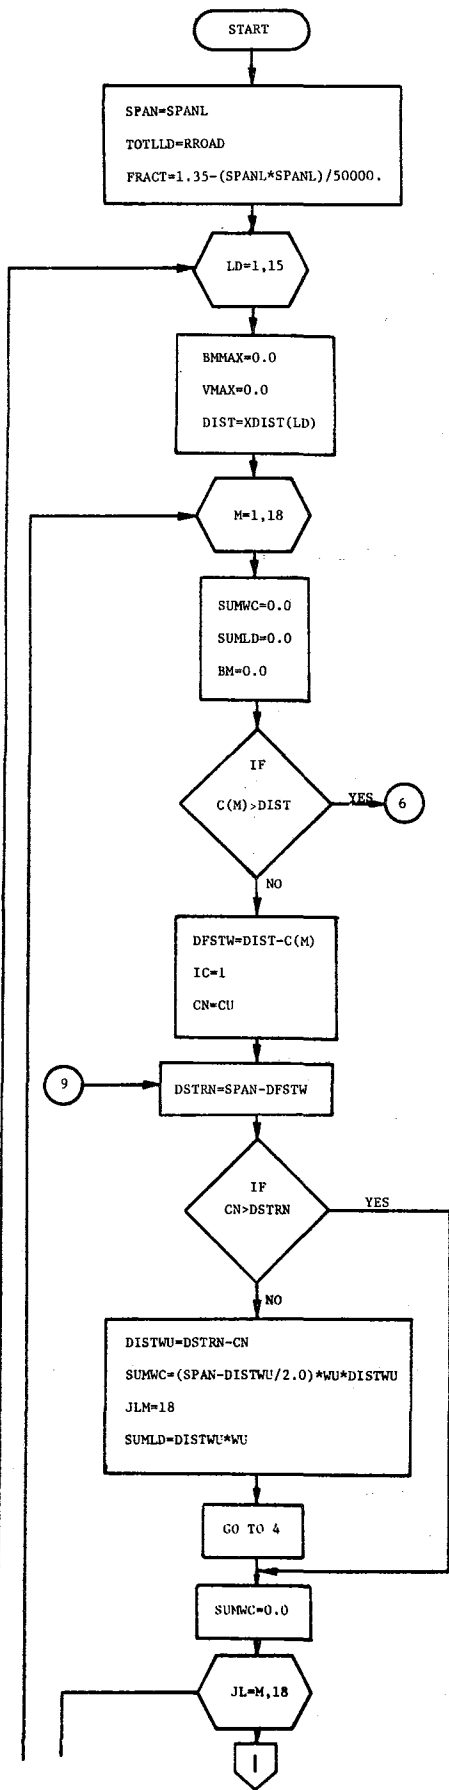 START
SPAN=SPANL
TOTLLD=RROAD
FRACT=1.35-(SPANL*SPANL)/50000.
LD=1,15
BMMAX=0.0
VMAX=0.0
DIST=XDIST(LD)
M=1,18
SUMWC=0.0
SUMLD=0.0
BM=0.0
IF
C(M)>DIST
YES
6
NO
DFSTW=DIST-C(M)
IC=1
CN=CU
9
DSTRN=SPAN-DFSTW
IF
CN>DSTRN
YES
NO
DISTWU=DSTRN-CN
SUMWC=(SPAN-DISTWU/2.0)*WU*DISTWU
JLM=18
SUMLD=DISTWU*WU
GO TO 4
SUMWC=0.0
JL=M,18
I